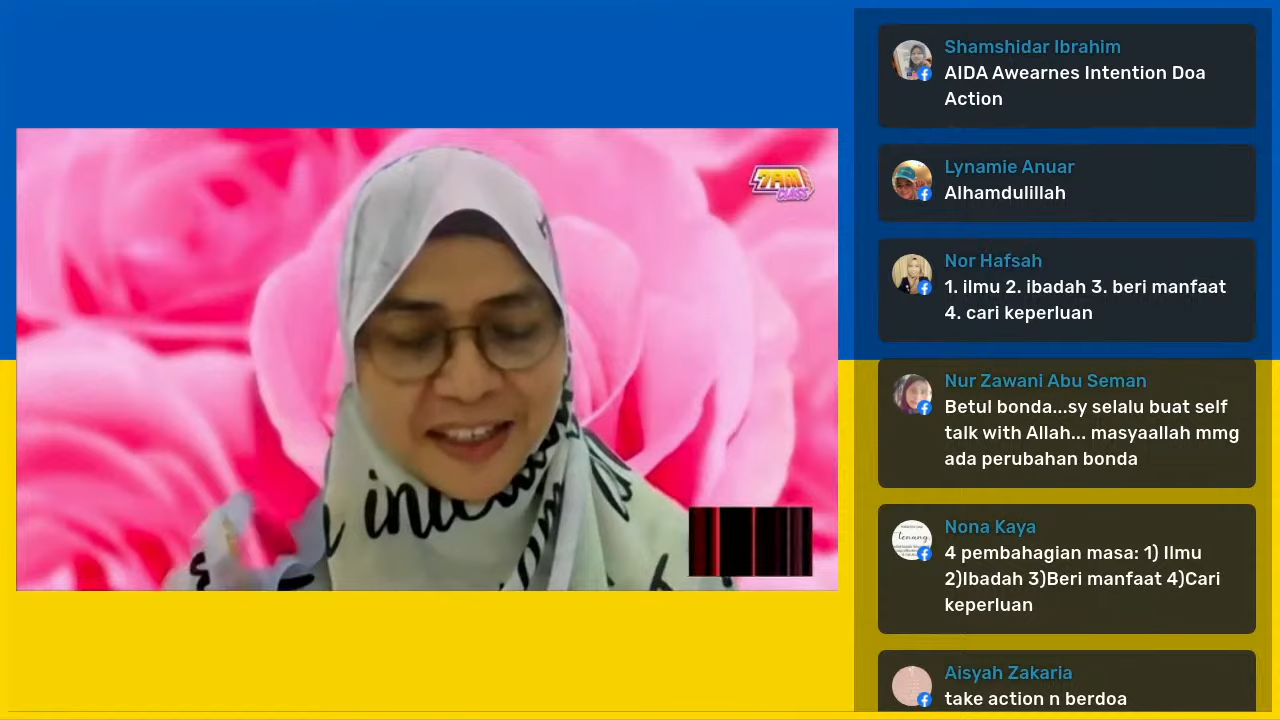 7AM
CLASS
Shamshidar Ibrahim
AIDA Awearnes Intention Doa
Action
Lynamie Anuar
Alhamdulillah
Nor Hafsah
1. ilmu 2. ibadah 3. beri manfaat
4. cari keperluan
Nur Zawani Abu Seman
Betul bonda...sy selalu buat self
talk with Allah... masyaallah mmg
ada perubahan bonda
Tenang
Nona Kaya
4 pembahagian masa: 1) Ilmu
2)Ibadah 3)Beri manfaat 4)Cari
keperluan
Aisyah Zakaria
take action n berdoa